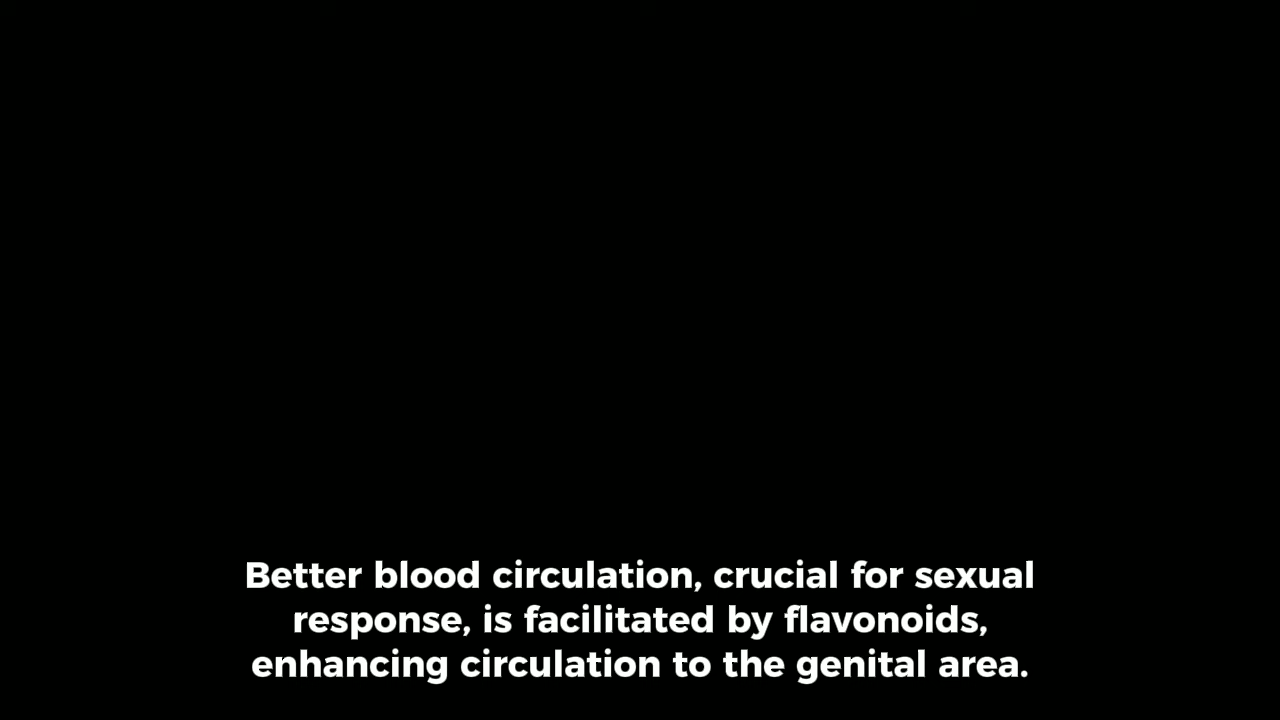 Better blood circulation, crucial for sexual
response, is facilitated by flavonoids,
enhancing circulation to the genital area.